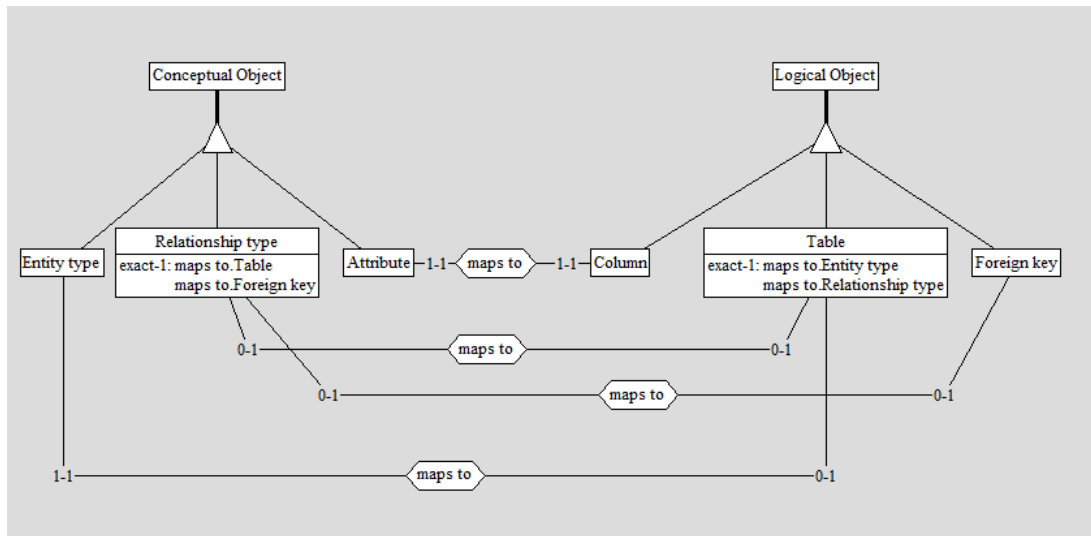 Conceptual Object
Logical Object
Relationship type
Table
Entity type
exact-1: maps to.Table
maps to.Foreign key
Attribute
1-1
maps to
1-1
Column
exact-1: maps to.Entity type
maps to.Relationship type
Foreign key
0-1
maps to
0-1
0-1
maps to
0-1
1-1
maps to
0-1